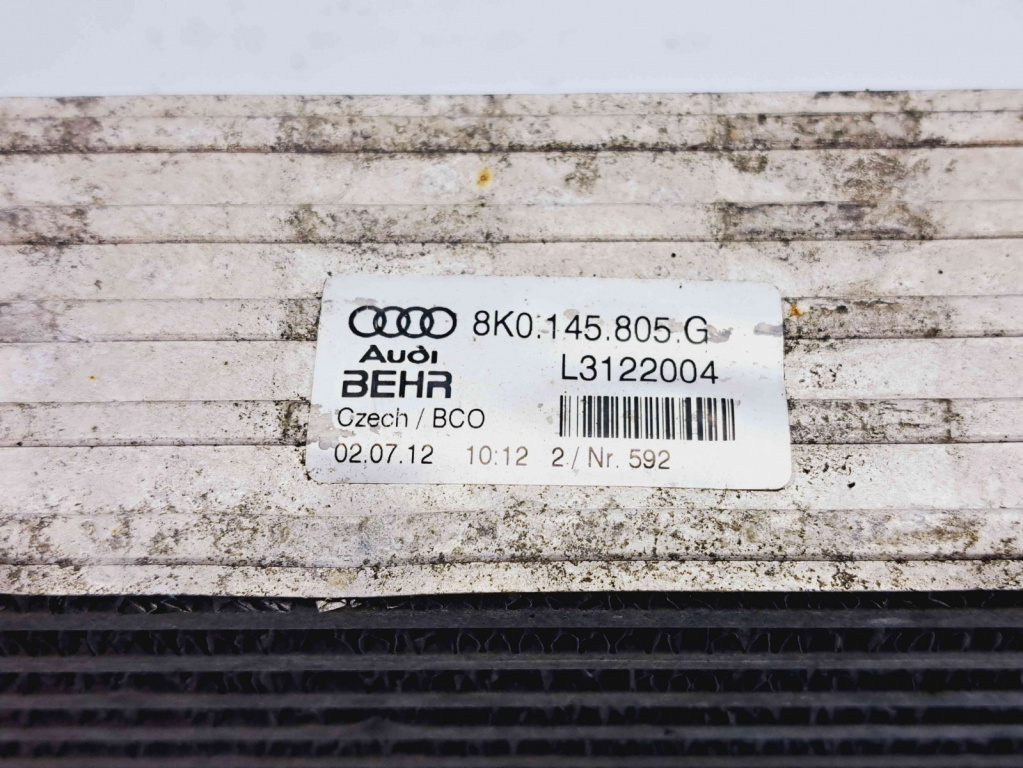 8K0.145.805.G
Audi
L3122004
BEHR
Czech / BCO
02.07.12 10:12 2./ Nr. 592